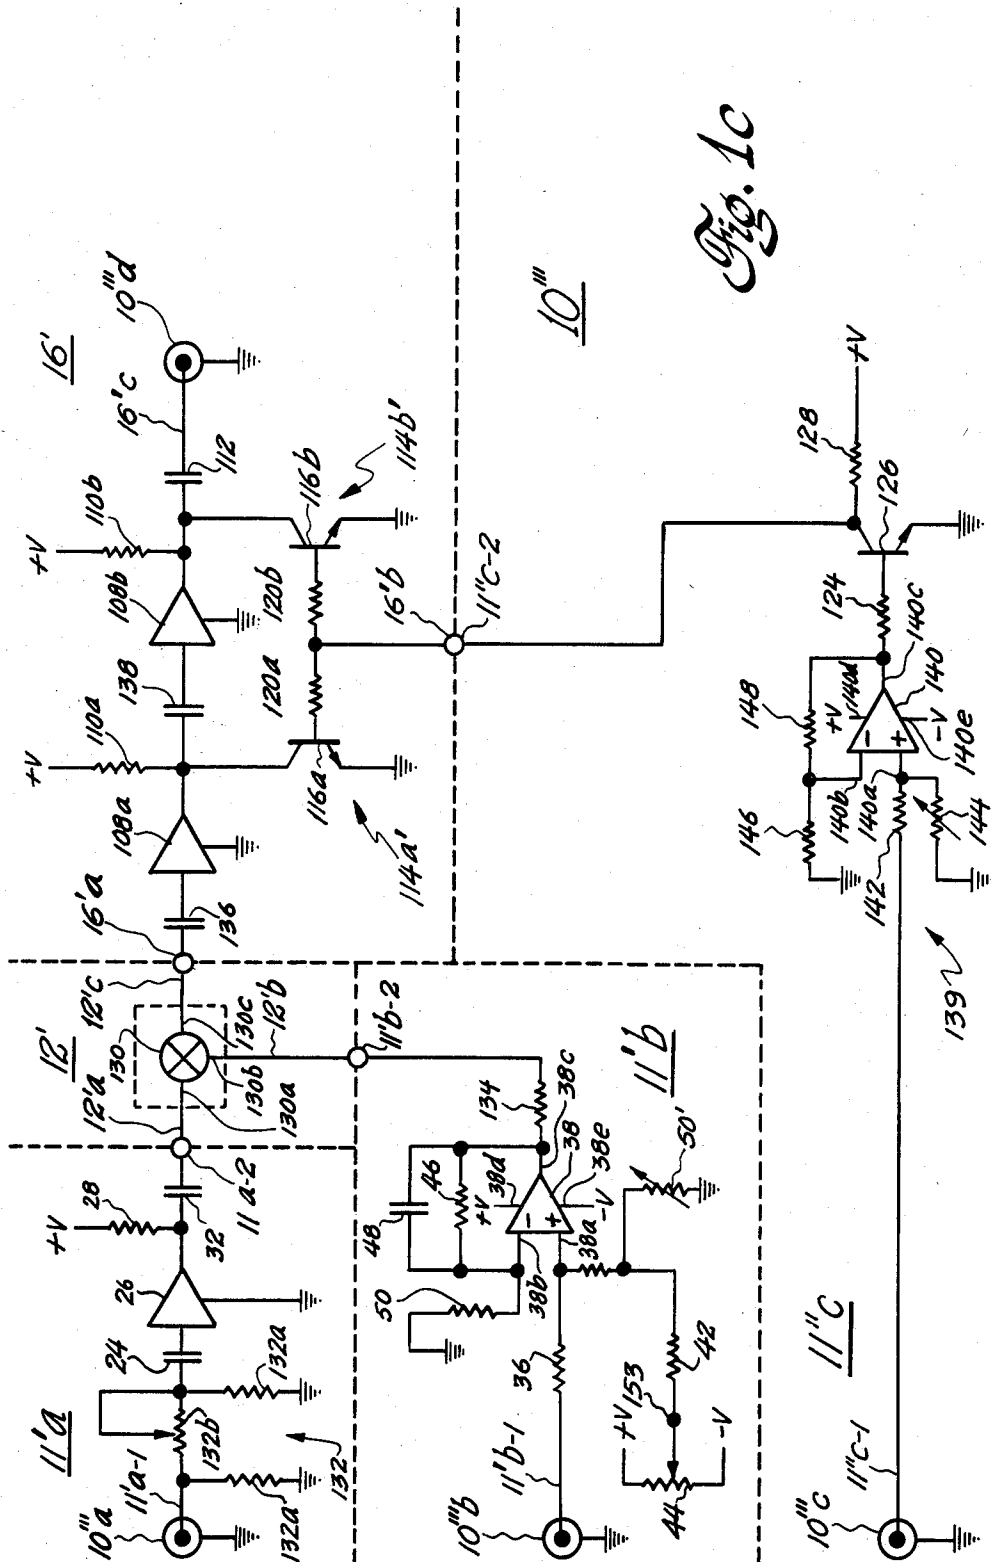 16'
10'''d
16'c
+V
110b
112
108b
138
+V
110a
108a
16'a
136
114b'
116b
120b
120a
116a
114a'
16'b
11''c-2
10'''
Fig. 1c
12'
12'c
130
130c
12'b
12'a
130b
130a
11'b-2
11a-2
+V
28
32
26
24
132a
132b
132
11'a
11'a-1
10'''a
132a
134
38c
46
48
+V
38d
38
38e
-V
38a
38b
50
50'
11'b
36
42
153
+V
-V
44
11'b-1
10'''b
11''c
11''c-1
10'''c
128
+V
126
124
140c
148
+V
140d
140
-V
140e
140b
140a
146
142
144
139